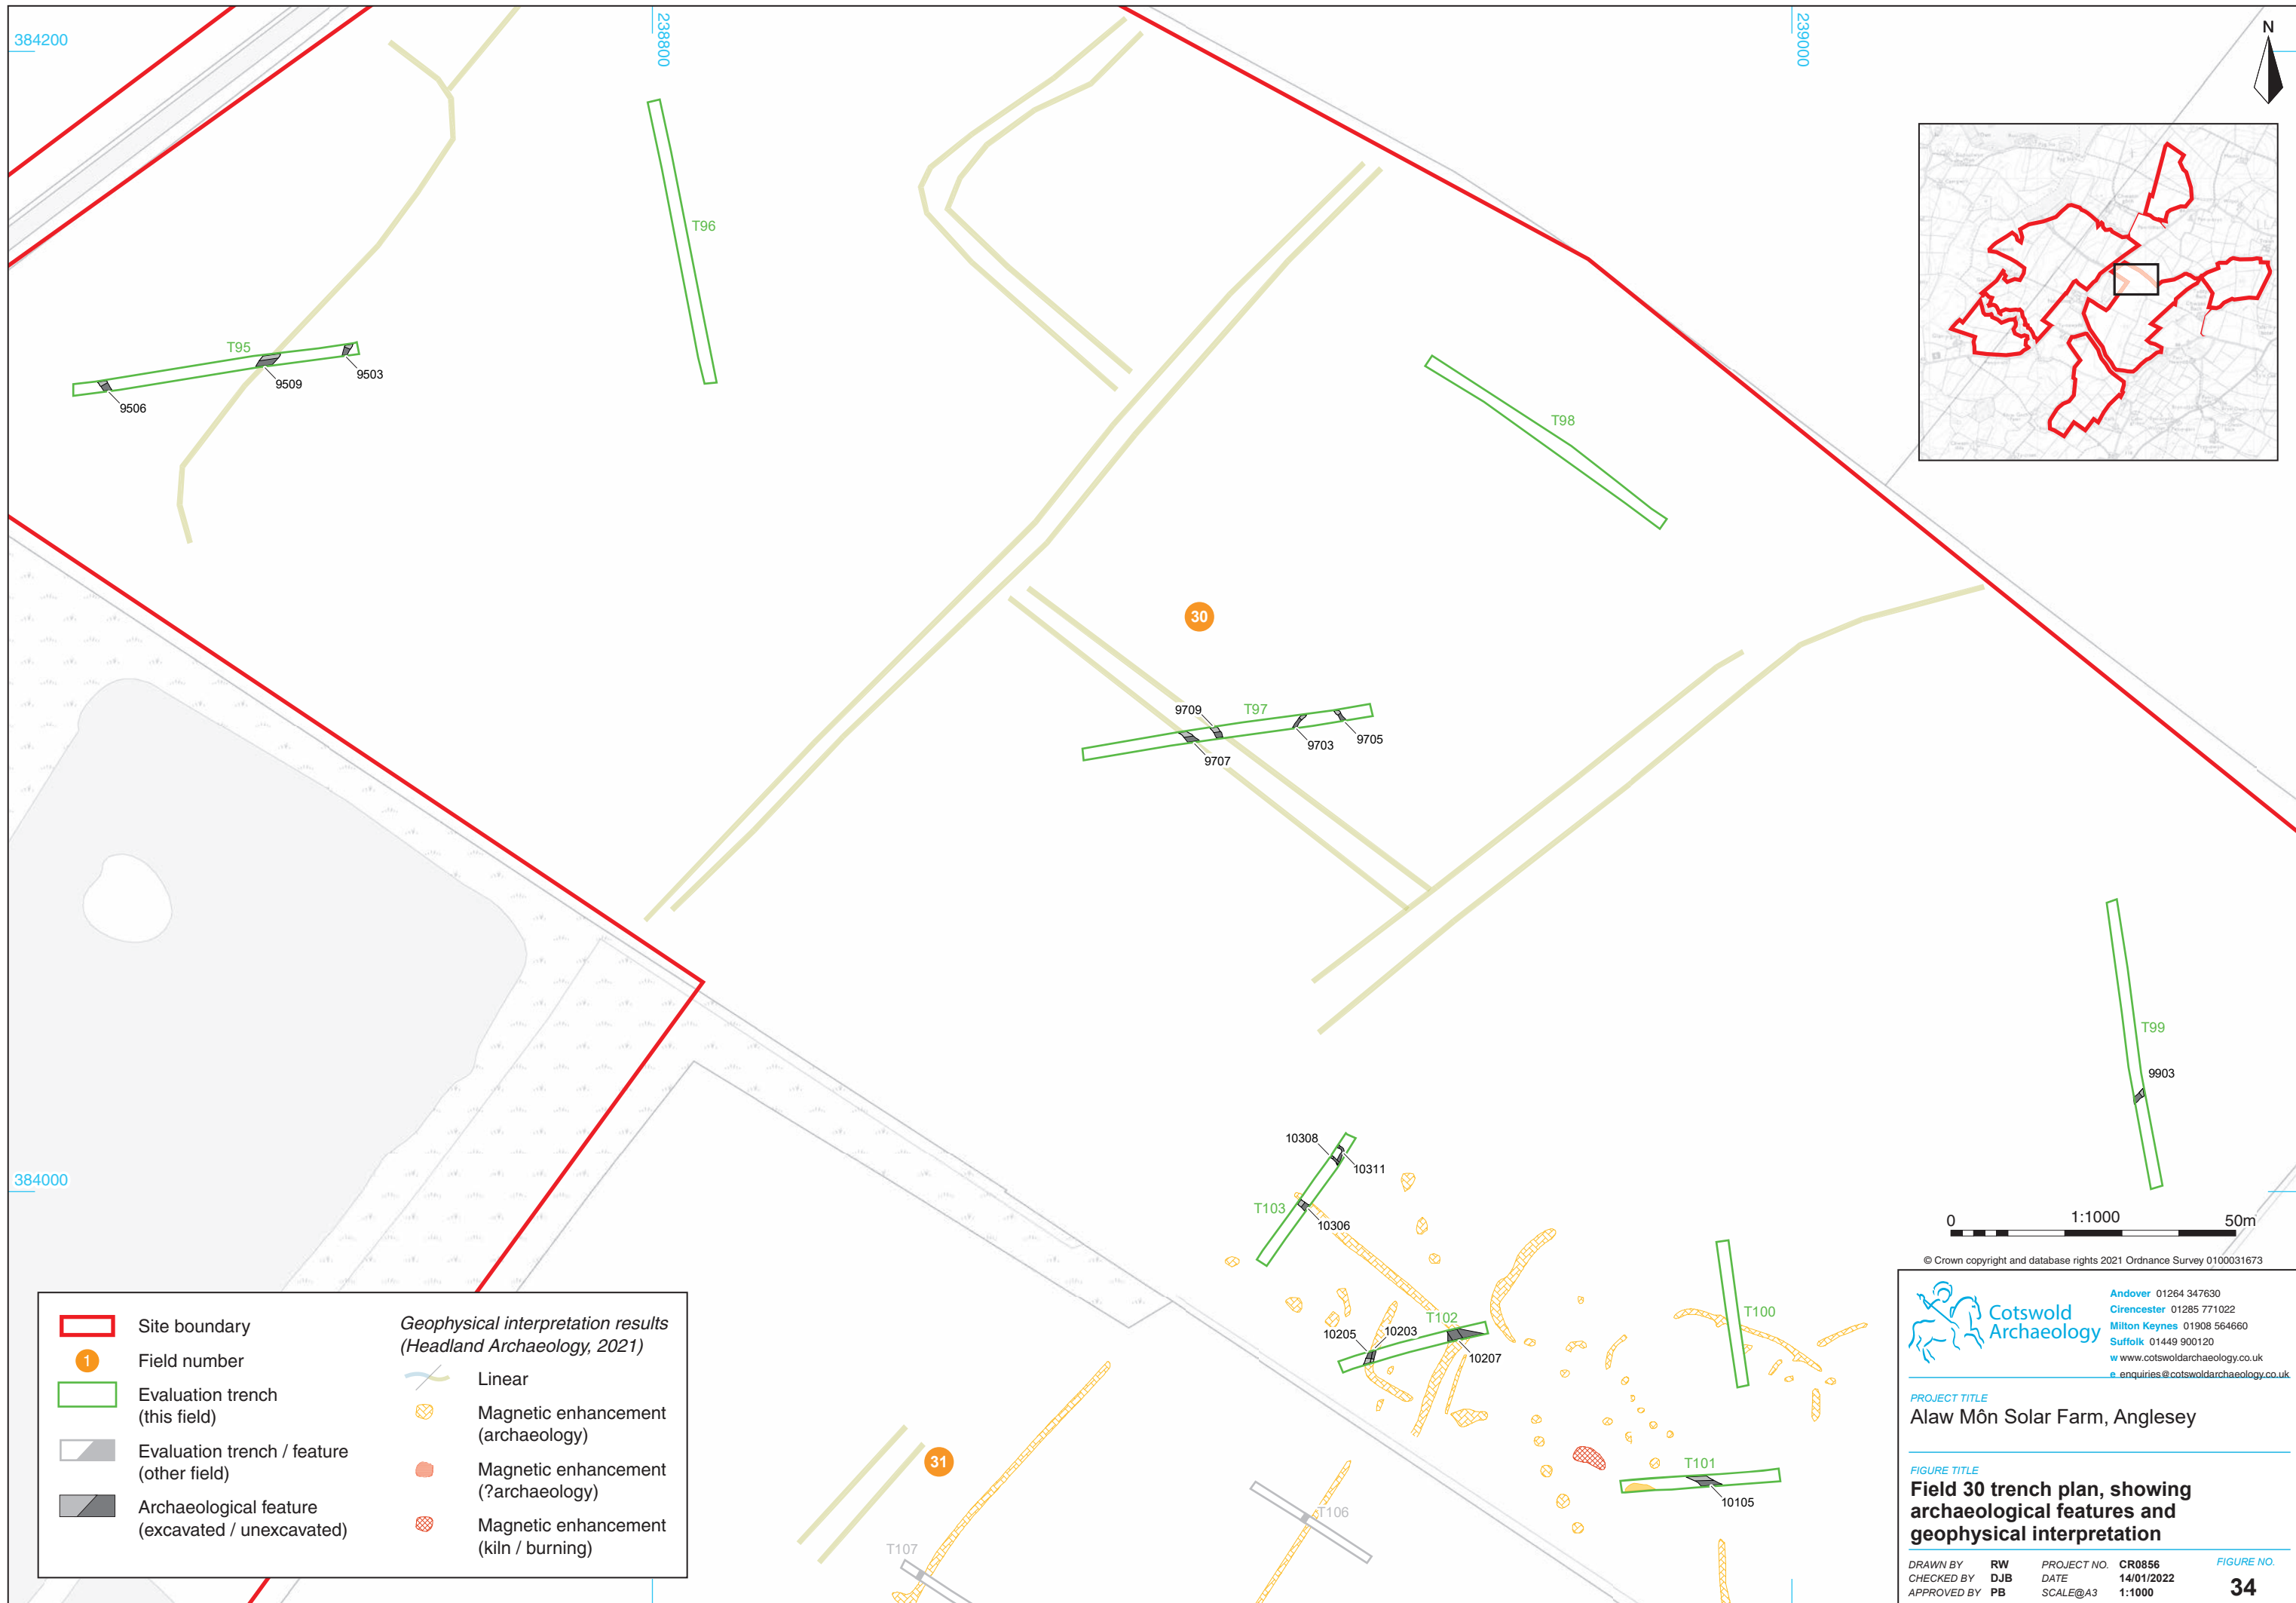 384200
238800
239000
N
T96
T95
9509
9503
9506
T98
30
9709
T97
9703
9705
9707
T99
9903
384000
10308
10311
T103
10306
T102
10205
10203
10207
T100
T101
10105
31
T106
T107
0
1:1000
50m
© Crown copyright and database rights 2021 Ordnance Survey 0100031673
Site boundary
1
Field number
Evaluation trench
(this field)
Evaluation trench / feature
(other field)
Archaeological feature
(excavated / unexcavated)
Geophysical interpretation results
(Headland Archaeology, 2021)
Linear
Magnetic enhancement
(archaeology)
Magnetic enhancement
(?archaeology)
Magnetic enhancement
(kiln / burning)
Cotswold
Archaeology
Andover 01264 347630
Cirencester 01285 771022
Milton Keynes 01908 564660
Suffolk 01449 900120
w www.cotswoldarchaeology.co.uk
e enquiries@cotswoldarchaeology.co.uk
PROJECT TITLE
Alaw Môn Solar Farm, Anglesey
FIGURE TITLE
Field 30 trench plan, showing
archaeological features and
geophysical interpretation
DRAWN BY RW PROJECT NO. CR0856 FIGURE NO.
CHECKED BY DJB DATE 14/01/2022
APPROVED BY PB SCALE@A3 1:1000 34